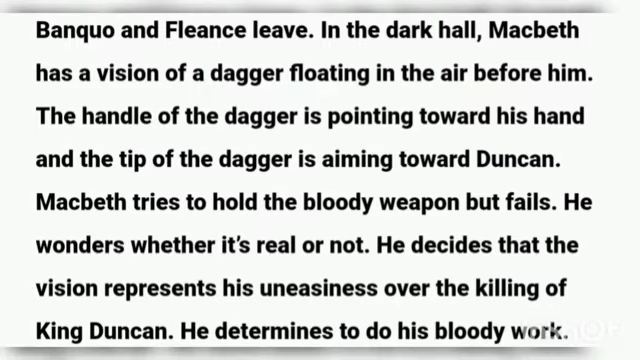 Banquo and Fleance leave. In the dark hall, Macbeth
has a vision of a dagger floating in the air before him.
The handle of the dagger is pointing toward his hand
and the tip of the dagger is aiming toward Duncan.
Macbeth tries to hold the bloody weapon but fails. He
wonders whether it’s real or not. He decides that the
vision represents his uneasiness over the killing of
King Duncan. He determines to do his bloody work.